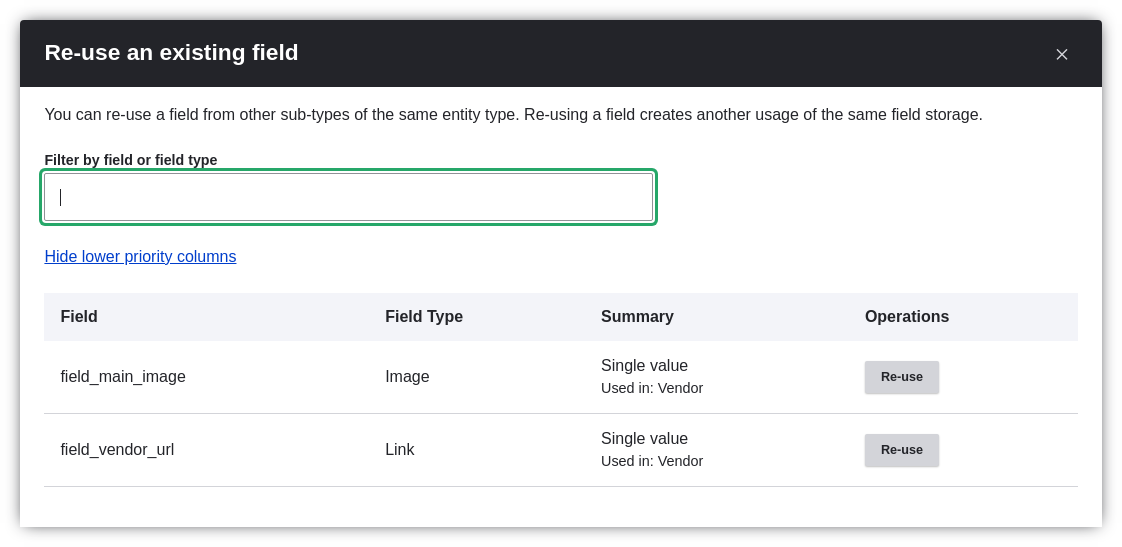 Re-use an existing field
You can re-use a field from other sub-types of the same entity type. Re-using a field creates another usage of the same field storage.
Filter by field or field type
Hide lower priority columns
Field Field Type Summary Operations
field_main_image Image Single value Re-use
Used in: Vendor
field_vendor_url Link Single value Re-use
Used in: Vendor